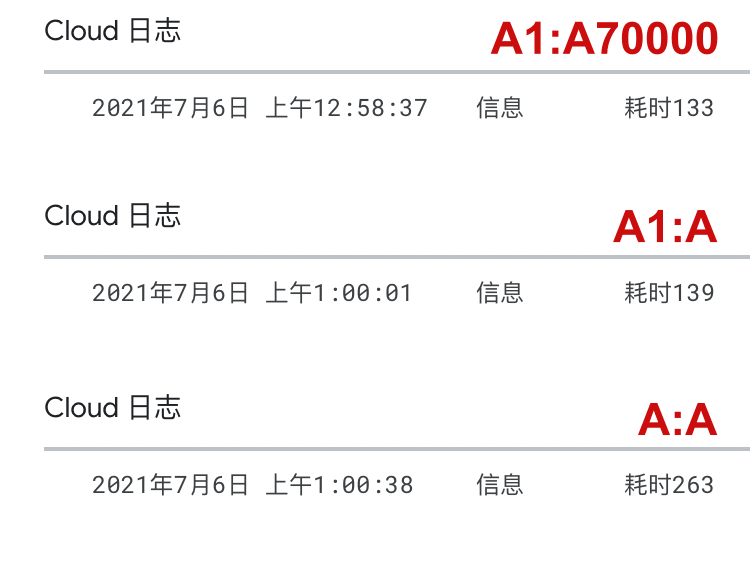 Cloud 日志 A1:A70000
2021年7月6日 上午12:58:37 信息 耗时133
Cloud 日志 A1:A
2021年7月6日 上午1:00:01 信息 耗时139
Cloud 日志 A:A
2021年7月6日 上午1:00:38 信息 耗时263